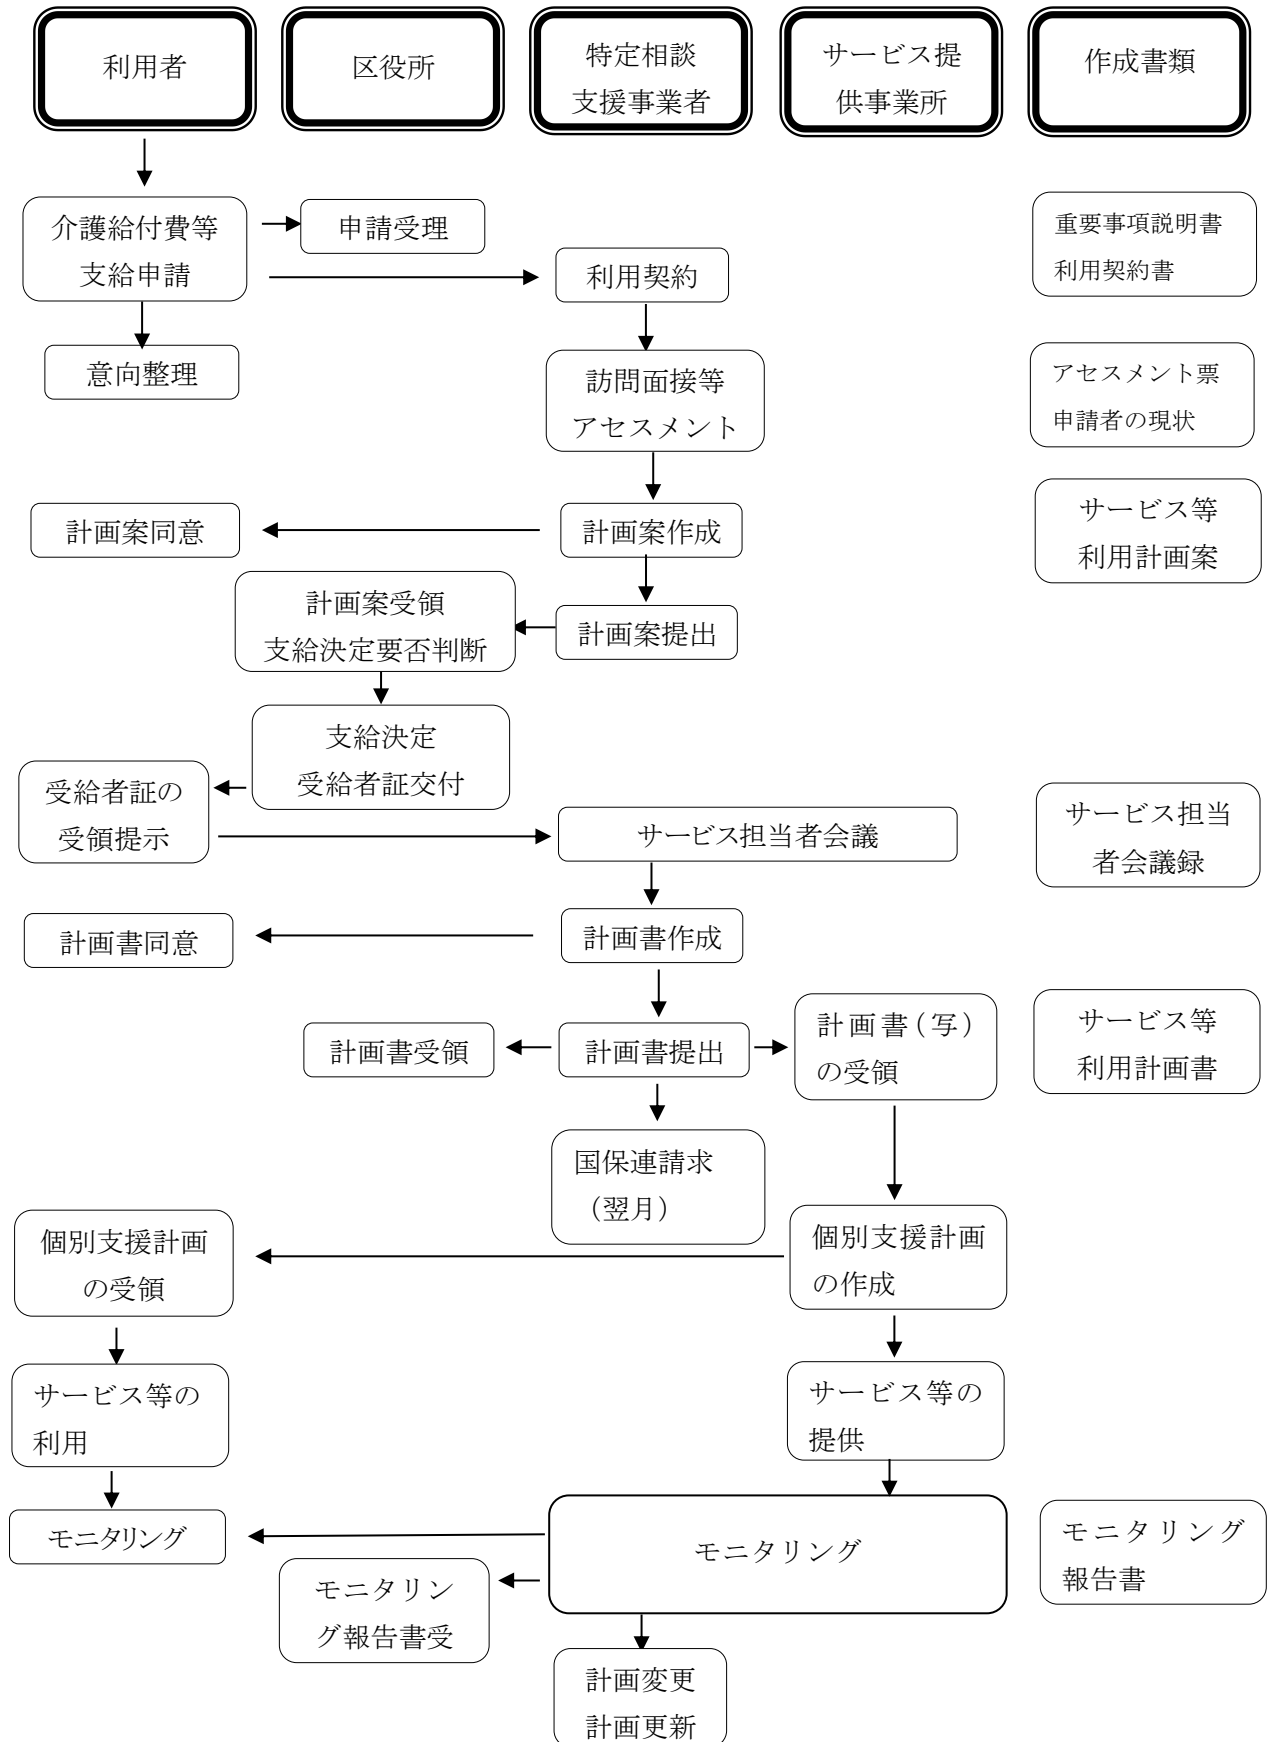 利用者
区役所
特定相談
支援事業者
サービス提
供事業所
作成書類
介護給付費等
支給申請
申請受理
利用契約
重要事項説明書
利用契約書
意向整理
訪問面接等
アセスメント
アセスメント票
申請者の現状
計画案同意
計画案作成
サービス等
利用計画案
計画案受領
支給決定要否判断
計画案提出
支給決定
受給者証交付
受給者証の
受領提示
サービス担当者会議
サービス担当
者会議録
計画書同意
計画書作成
計画書受領
計画書提出
計画書(写)
の受領
サービス等
利用計画書
国保連請求
（翌月）
個別支援計画
の受領
個別支援計画
の作成
サービス等の
利用
サービス等の
提供
モニタリング
モニタリング
モニタリング
報告書
モニタリン
グ報告書受
計画変更
計画更新